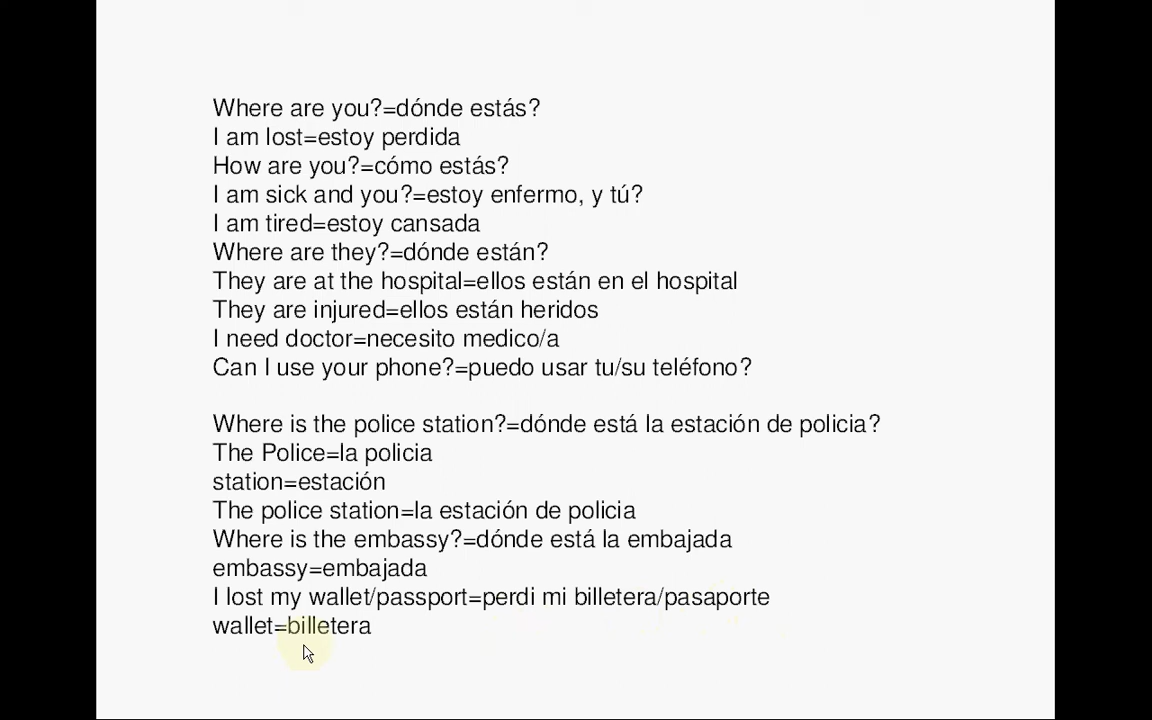 Where are you?=dónde estás?
I am lost=estoy perdida
How are you?=cómo estás?
I am sick and you?=estoy enfermo, y tú?
I am tired=estoy cansada
Where are they?=dónde están?
They are at the hospital=ellos están en el hospital
They are injured=ellos están heridos
I need doctor=necesito medico/a
Can I use your phone?=puedo usar tu/su teléfono?
Where is the police station?=dónde está la estación de policia?
The Police=la policia
station=estación
The police station=la estación de policia
Where is the embassy?=dónde está la embajada
embassy=embajada
I lost my wallet/passport=perdi mi billetera/pasaporte
wallet=billetera